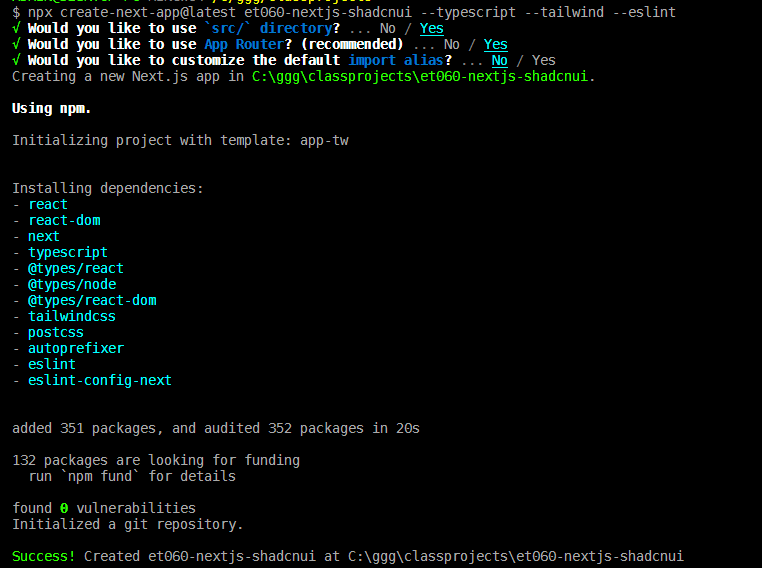 $ npx create-next-app@latest et060-nextjs-shadcnui --typescript --tailwind --eslint
√ Would you like to use `src/` directory? ... No / Yes
√ Would you like to use App Router? (recommended) ... No / Yes
√ Would you like to customize the default import alias? ... No / Yes
Creating a new Next.js app in C:\ggg\classprojects\et060-nextjs-shadcnui.
Using npm.
Initializing project with template: app-tw
Installing dependencies:
- react
- react-dom
- next
- typescript
- @types/react
- @types/node
- @types/react-dom
- tailwindcss
- postcss
- autoprefixer
- eslint
- eslint-config-next
added 351 packages, and audited 352 packages in 20s
132 packages are looking for funding
run `npm fund` for details
found 0 vulnerabilities
Initialized a git repository.
Success! Created et060-nextjs-shadcnui at C:\ggg\classprojects\et060-nextjs-shadcnui